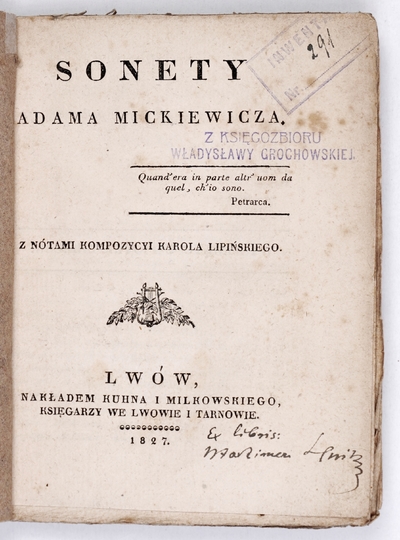 SONETY
ADAMA MICKIEWICZA.
INWENT
Nr. 291
Z KSIĘGOZBIORU
WŁADYSŁAWY GROCHOWSKIEJ.
Quand'era in parte altr'uom da
quel, ch'io sono.
Petrarca.
Z NÓTAMI KOMPOZYCYI KAROLA LIPIŃSKIEGO.
LWÓW,
NAKŁADEM KUHNA I MILKOWSKIEGO,
KSIĘGARZY WE LWOWIE I TARNOWIE.
1827.
Ex libris: